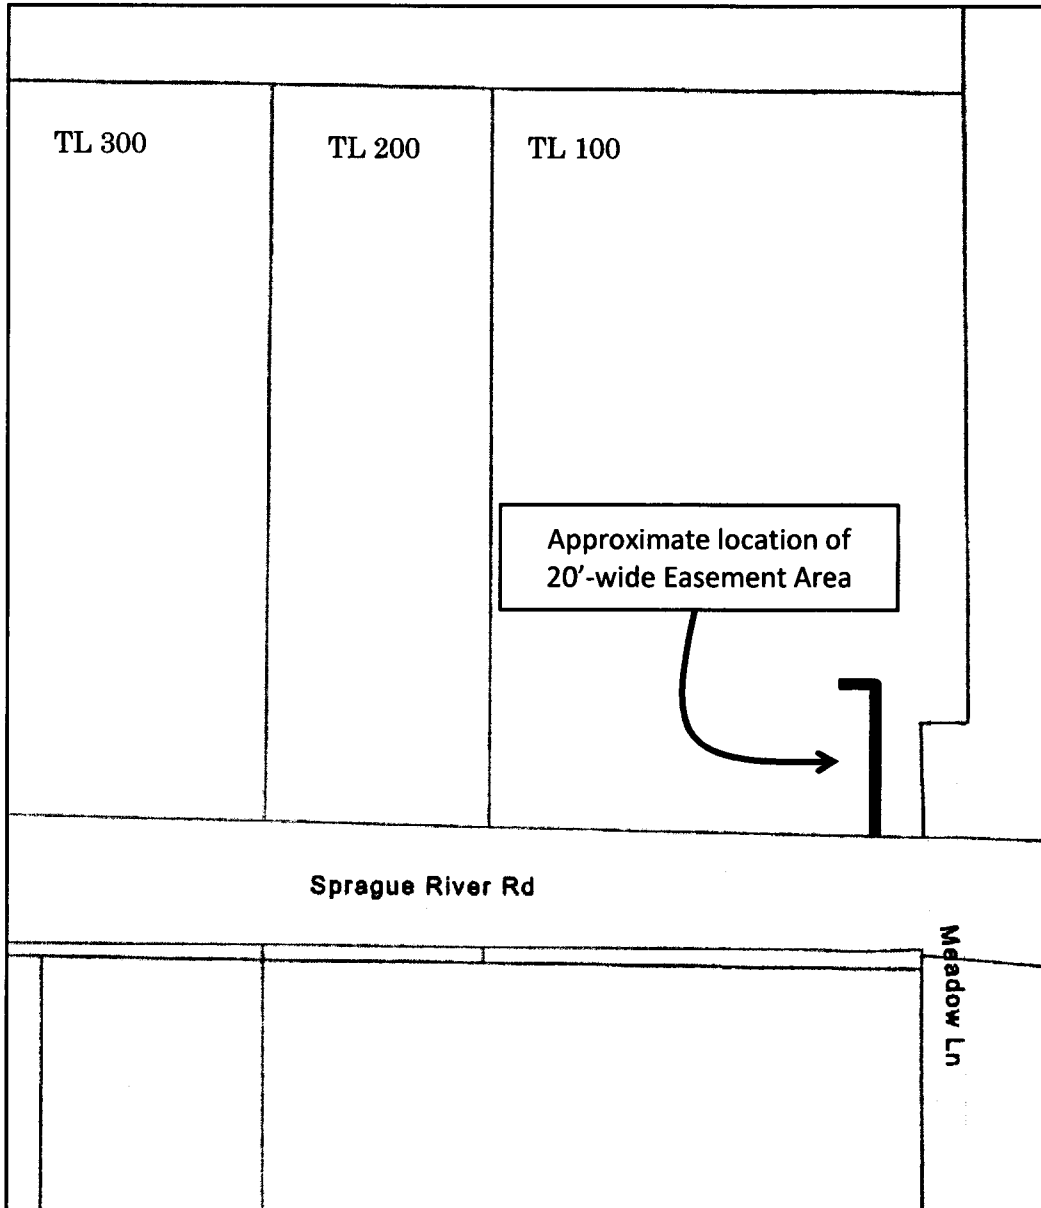 TL 300
TL 200
TL 100
Approximate location of
20'-wide Easement Area
Sprague River Rd
Meadow Ln